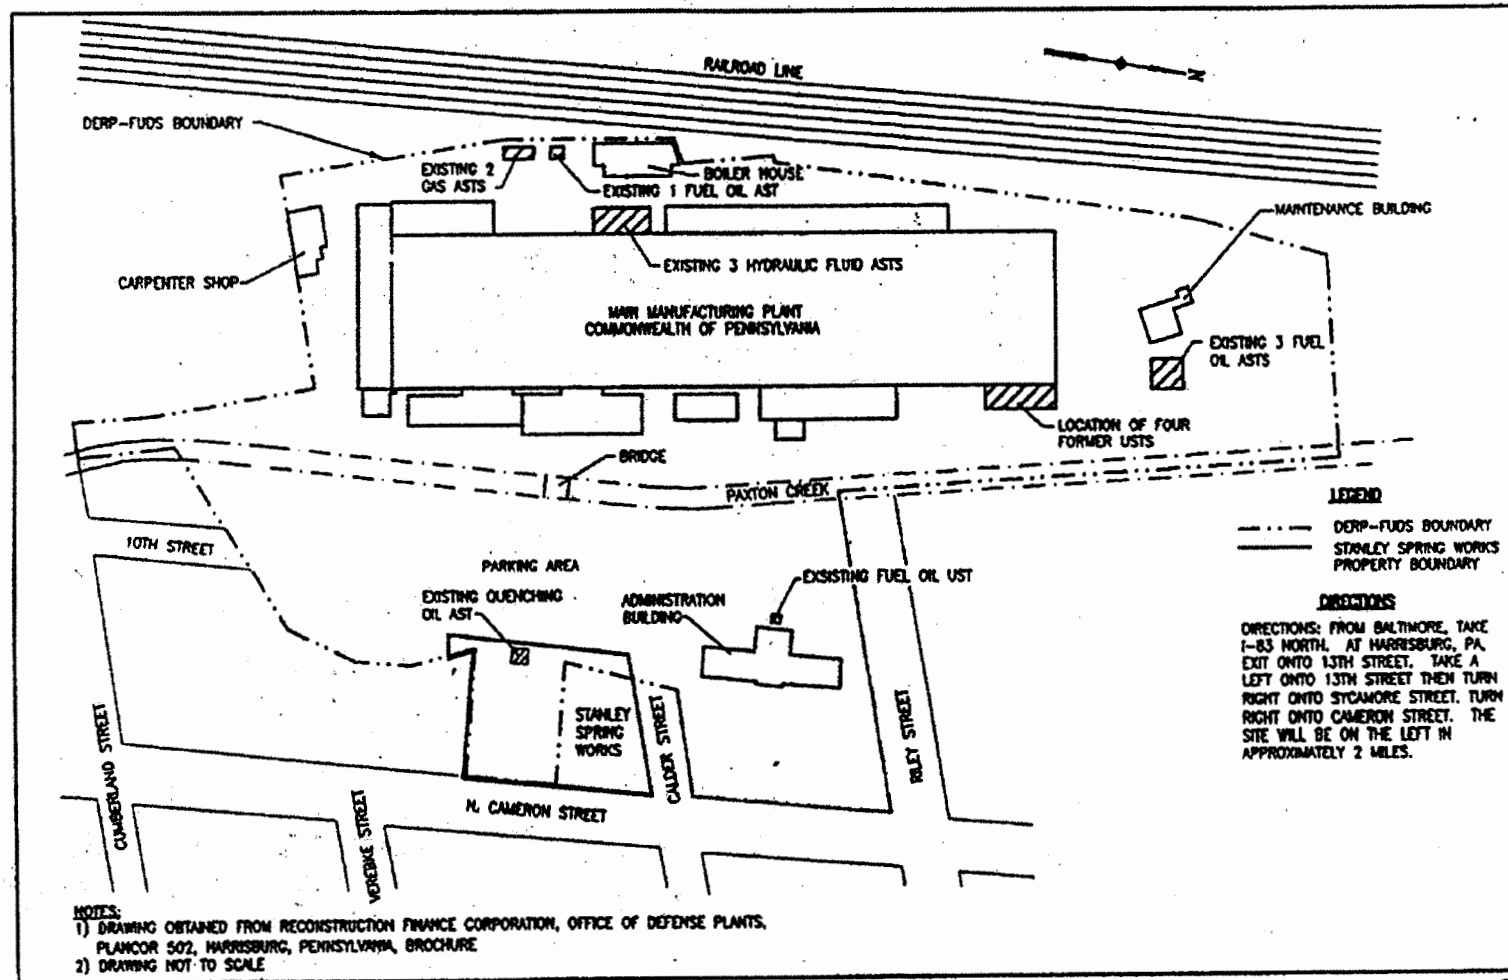 RAILROAD LINE
N
DERP-FUDS BOUNDARY
EXISTING 2
GAS ASTS
BOILER HOUSE
EXISTING 1 FUEL OIL AST
MAINTENANCE BUILDING
CARPENTER SHOP
EXISTING 3 HYDRAULIC FLUID ASTS
MAIN MANUFACTURING PLANT
COMMONWEALTH OF PENNSYLVANIA
EXISTING 3 FUEL
OIL ASTS
LOCATION OF FOUR
FORMER USTS
BRIDGE
PAXTON CREEK
LEGEND
DERP-FUDS BOUNDARY
STANLEY SPRING WORKS
PROPERTY BOUNDARY
10TH STREET
PARKING AREA
EXISTING QUENCHING
OIL AST
ADMINISTRATION
BUILDING
EXSISTING FUEL OIL UST
DIRECTIONS
DIRECTIONS: FROM BALTIMORE, TAKE
I-83 NORTH. AT HARRISBURG, PA,
EXIT ONTO 13TH STREET. TAKE A
LEFT ONTO 13TH STREET THEN TURN
RIGHT ONTO SYCAMORE STREET. TURN
RIGHT ONTO CAMERON STREET. THE
SITE WILL BE ON THE LEFT IN
APPROXIMATELY 2 MILES.
STANLEY
SPRING
WORKS
CUMBERLAND STREET
VEREBKE STREET
CALDER STREET
RILEY STREET
N. CAMERON STREET
NOTES:
1) DRAWING OBTAINED FROM RECONSTRUCTION FINANCE CORPORATION, OFFICE OF DEFENSE PLANTS,
PLANCOR 502, HARRISBURG, PENNSYLVANIA, BROCHURE
2) DRAWING NOT TO SCALE